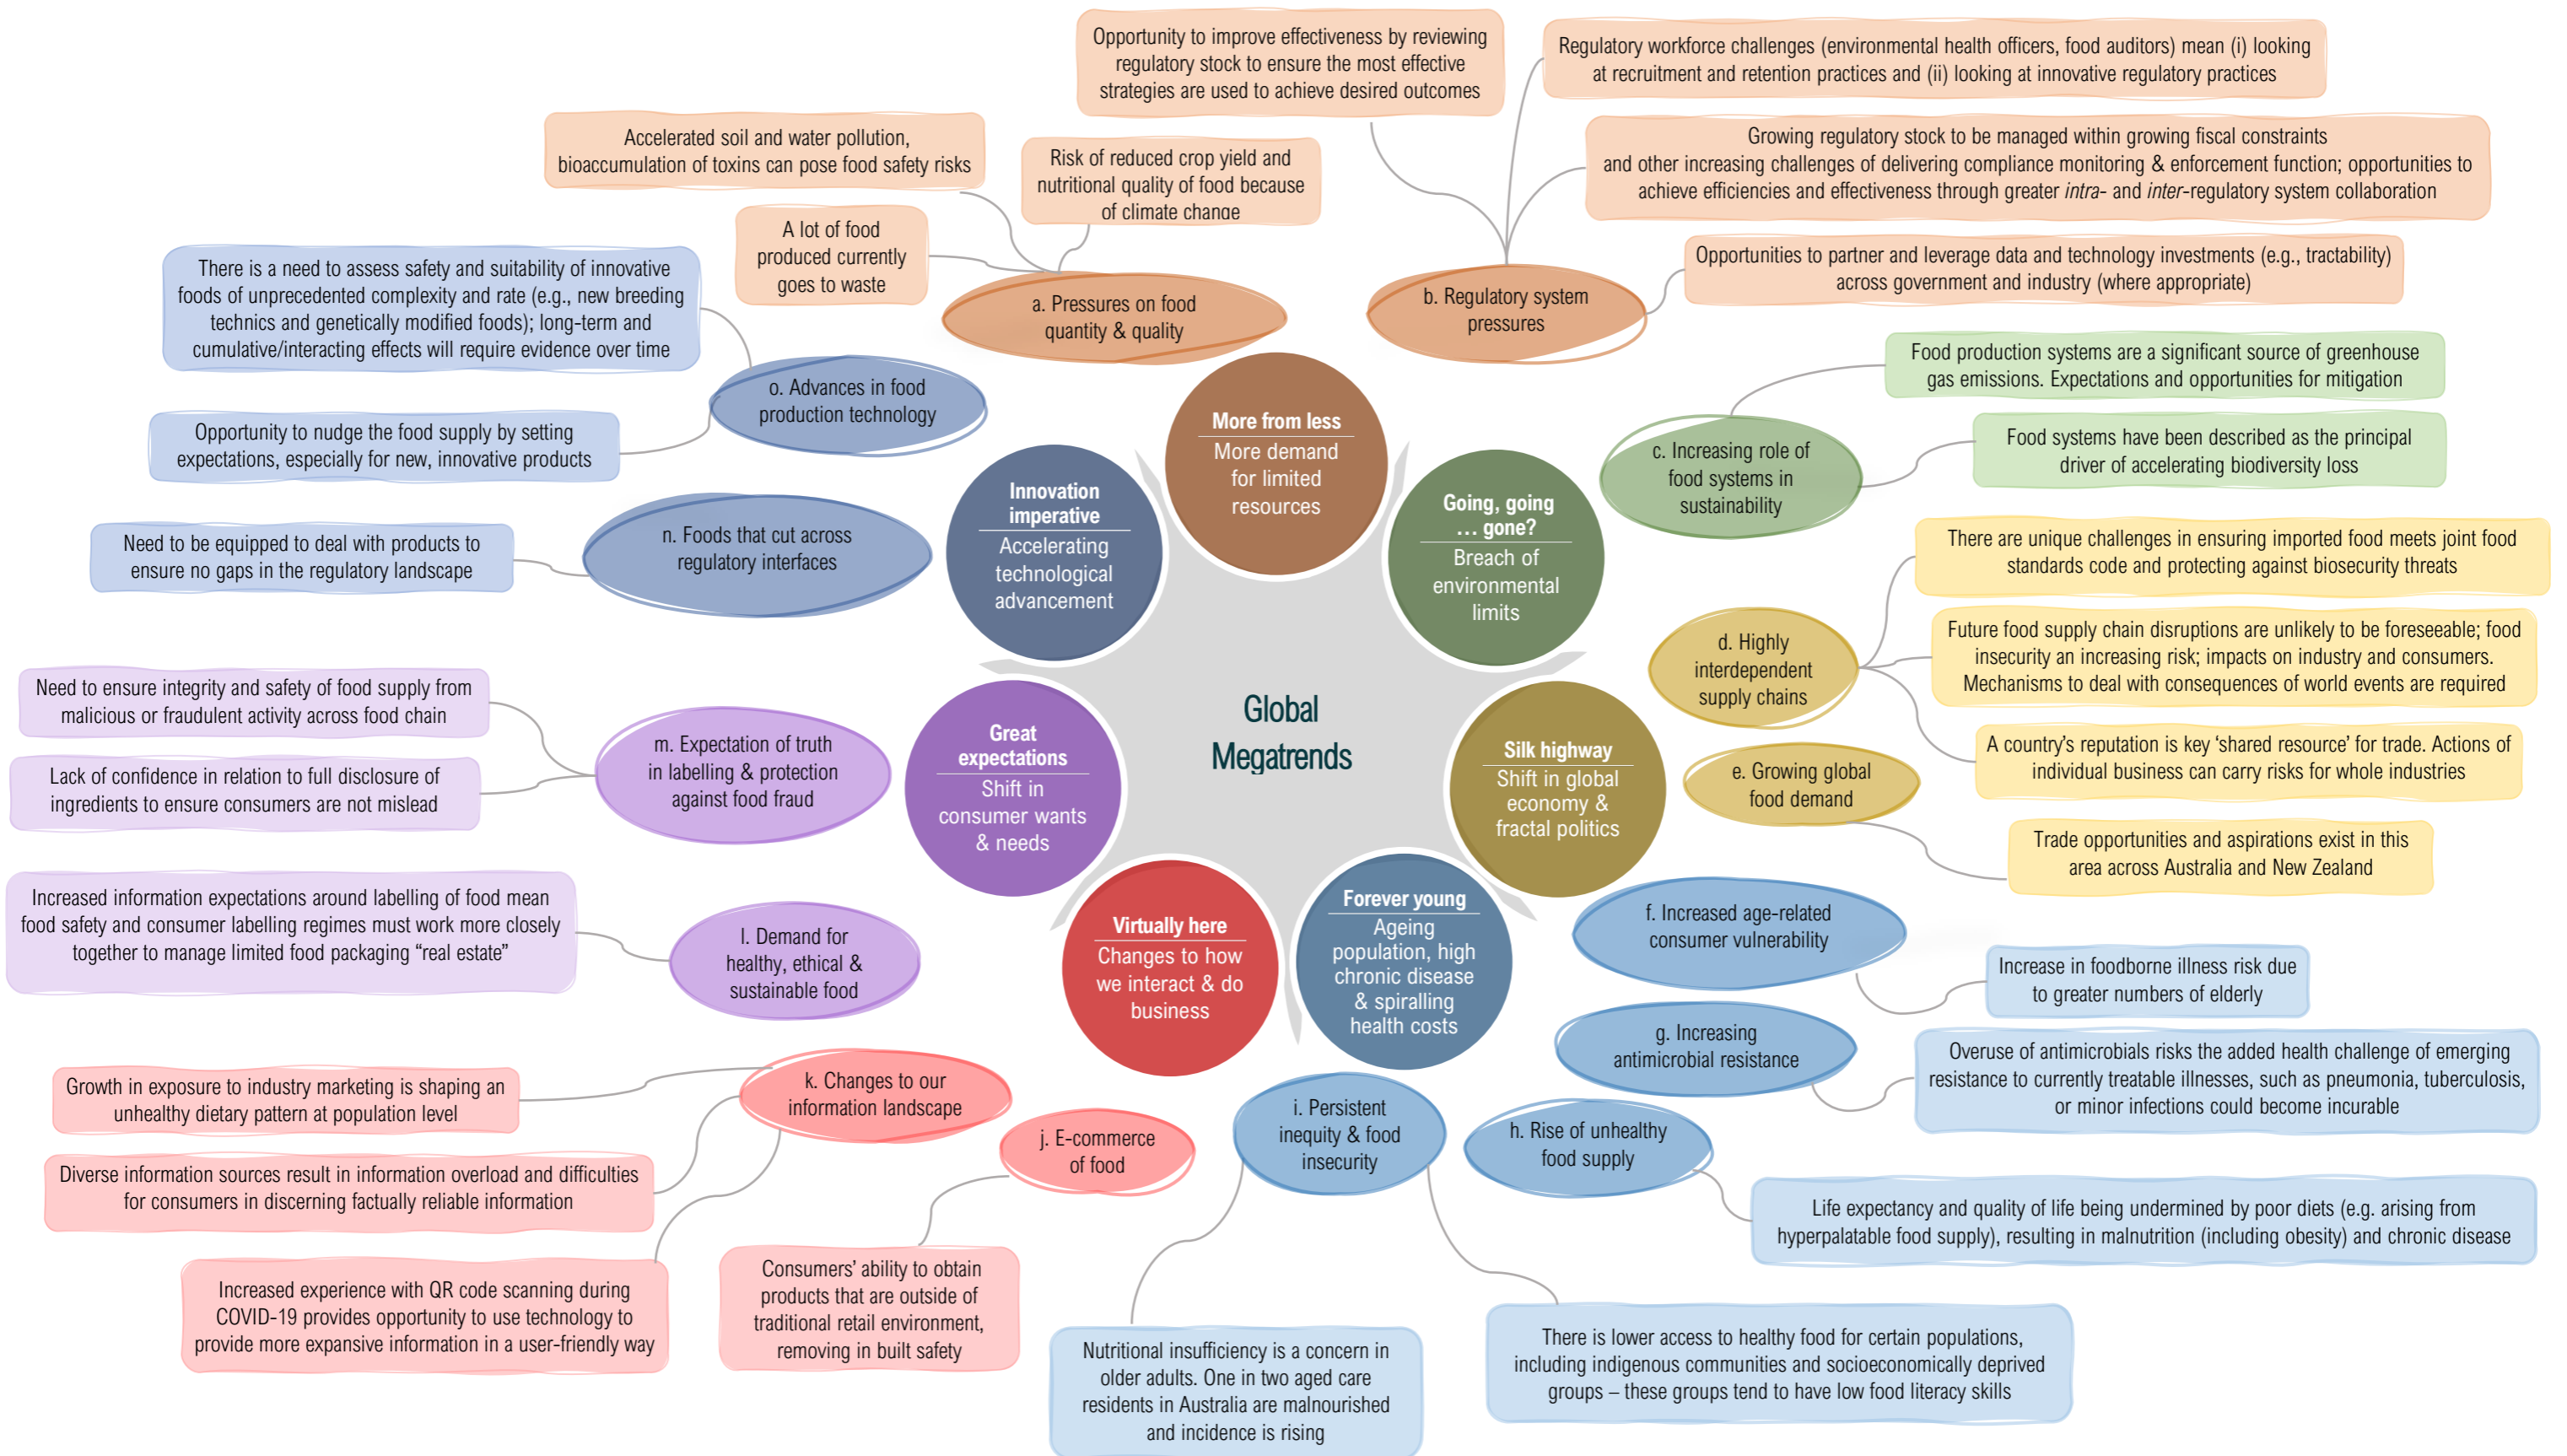 Global
Megatrends
More from less
More demand
for limited
resources
a. Pressures on food
quantity & quality
A lot of food
produced currently
goes to waste
Accelerated soil and water pollution,
bioaccumulation of toxins can pose food safety risks
Risk of reduced crop yield and
nutritional quality of food because
of climate change
b. Regulatory system
pressures
Opportunity to improve effectiveness by reviewing
regulatory stock to ensure the most effective
strategies are used to achieve desired outcomes
Regulatory workforce challenges (environmental health officers, food auditors) mean (i) looking
at recruitment and retention practices and (ii) looking at innovative regulatory practices
Growing regulatory stock to be managed within growing fiscal constraints
and other increasing challenges of delivering compliance monitoring & enforcement function; opportunities to
achieve efficiencies and effectiveness through greater intra- and inter-regulatory system collaboration
Opportunities to partner and leverage data and technology investments (e.g., tractability)
across government and industry (where appropriate)
Going, going
... gone?
Breach of
environmental
limits
c. Increasing role of
food systems in
sustainability
Food production systems are a significant source of greenhouse
gas emissions. Expectations and opportunities for mitigation
Food systems have been described as the principal
driver of accelerating biodiversity loss
Silk highway
Shift in global
economy &
fractal politics
d. Highly
interdependent
supply chains
There are unique challenges in ensuring imported food meets joint food
standards code and protecting against biosecurity threats
Future food supply chain disruptions are unlikely to be foreseeable; food
insecurity an increasing risk; impacts on industry and consumers.
Mechanisms to deal with consequences of world events are required
A country's reputation is key 'shared resource' for trade. Actions of
individual business can carry risks for whole industries
e. Growing global
food demand
Trade opportunities and aspirations exist in this
area across Australia and New Zealand
Forever young
Ageing
population, high
chronic disease
& spiralling
health costs
f. Increased age-related
consumer vulnerability
Increase in foodborne illness risk due
to greater numbers of elderly
g. Increasing
antimicrobial resistance
Overuse of antimicrobials risks the added health challenge of emerging
resistance to currently treatable illnesses, such as pneumonia, tuberculosis,
or minor infections could become incurable
h. Rise of unhealthy
food supply
Life expectancy and quality of life being undermined by poor diets (e.g. arising from
hyperpalatable food supply), resulting in malnutrition (including obesity) and chronic disease
i. Persistent
inequity & food
insecurity
There is lower access to healthy food for certain populations,
including indigenous communities and socioeconomically deprived
groups – these groups tend to have low food literacy skills
Nutritional insufficiency is a concern in
older adults. One in two aged care
residents in Australia are malnourished
and incidence is rising
Virtually here
Changes to how
we interact & do
business
j. E-commerce
of food
Consumers' ability to obtain
products that are outside of
traditional retail environment,
removing in built safety
k. Changes to our
information landscape
Growth in exposure to industry marketing is shaping an
unhealthy dietary pattern at population level
Diverse information sources result in information overload and difficulties
for consumers in discerning factually reliable information
Increased experience with QR code scanning during
COVID-19 provides opportunity to use technology to
provide more expansive information in a user-friendly way
Great
expectations
Shift in
consumer wants
& needs
l. Demand for
healthy, ethical &
sustainable food
Increased information expectations around labelling of food mean
food safety and consumer labelling regimes must work more closely
together to manage limited food packaging "real estate"
m. Expectation of truth
in labelling & protection
against food fraud
Need to ensure integrity and safety of food supply from
malicious or fraudulent activity across food chain
Lack of confidence in relation to full disclosure of
ingredients to ensure consumers are not mislead
Innovation
imperative
Accelerating
technological
advancement
n. Foods that cut across
regulatory interfaces
Need to be equipped to deal with products to
ensure no gaps in the regulatory landscape
o. Advances in food
production technology
There is a need to assess safety and suitability of innovative
foods of unprecedented complexity and rate (e.g., new breeding
technics and genetically modified foods); long-term and
cumulative/interacting effects will require evidence over time
Opportunity to nudge the food supply by setting
expectations, especially for new, innovative products